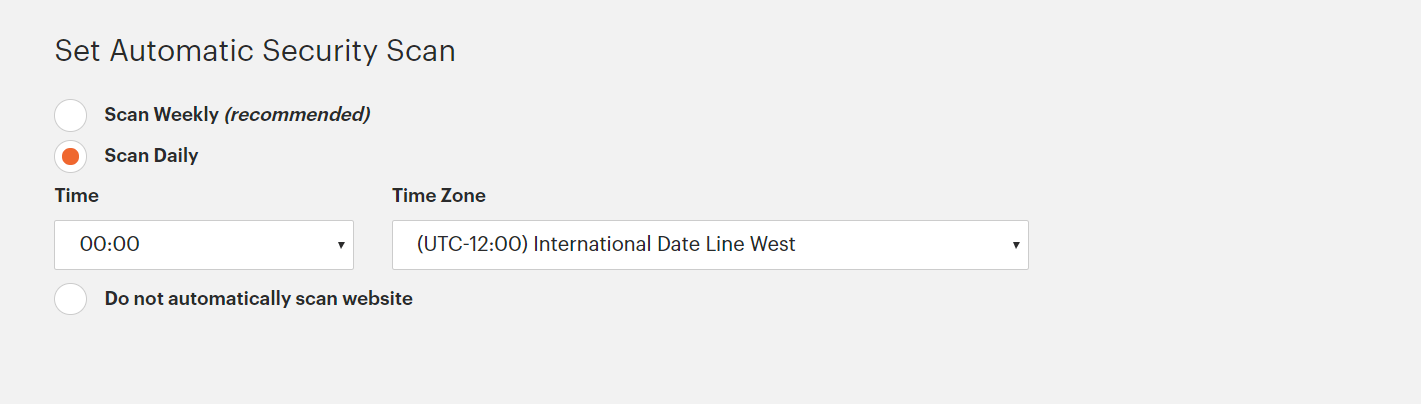 Set Automatic Security Scan
Scan Weekly (recommended)
Scan Daily
Time Time Zone
00:00 (UTC-12:00) International Date Line West
Do not automatically scan website